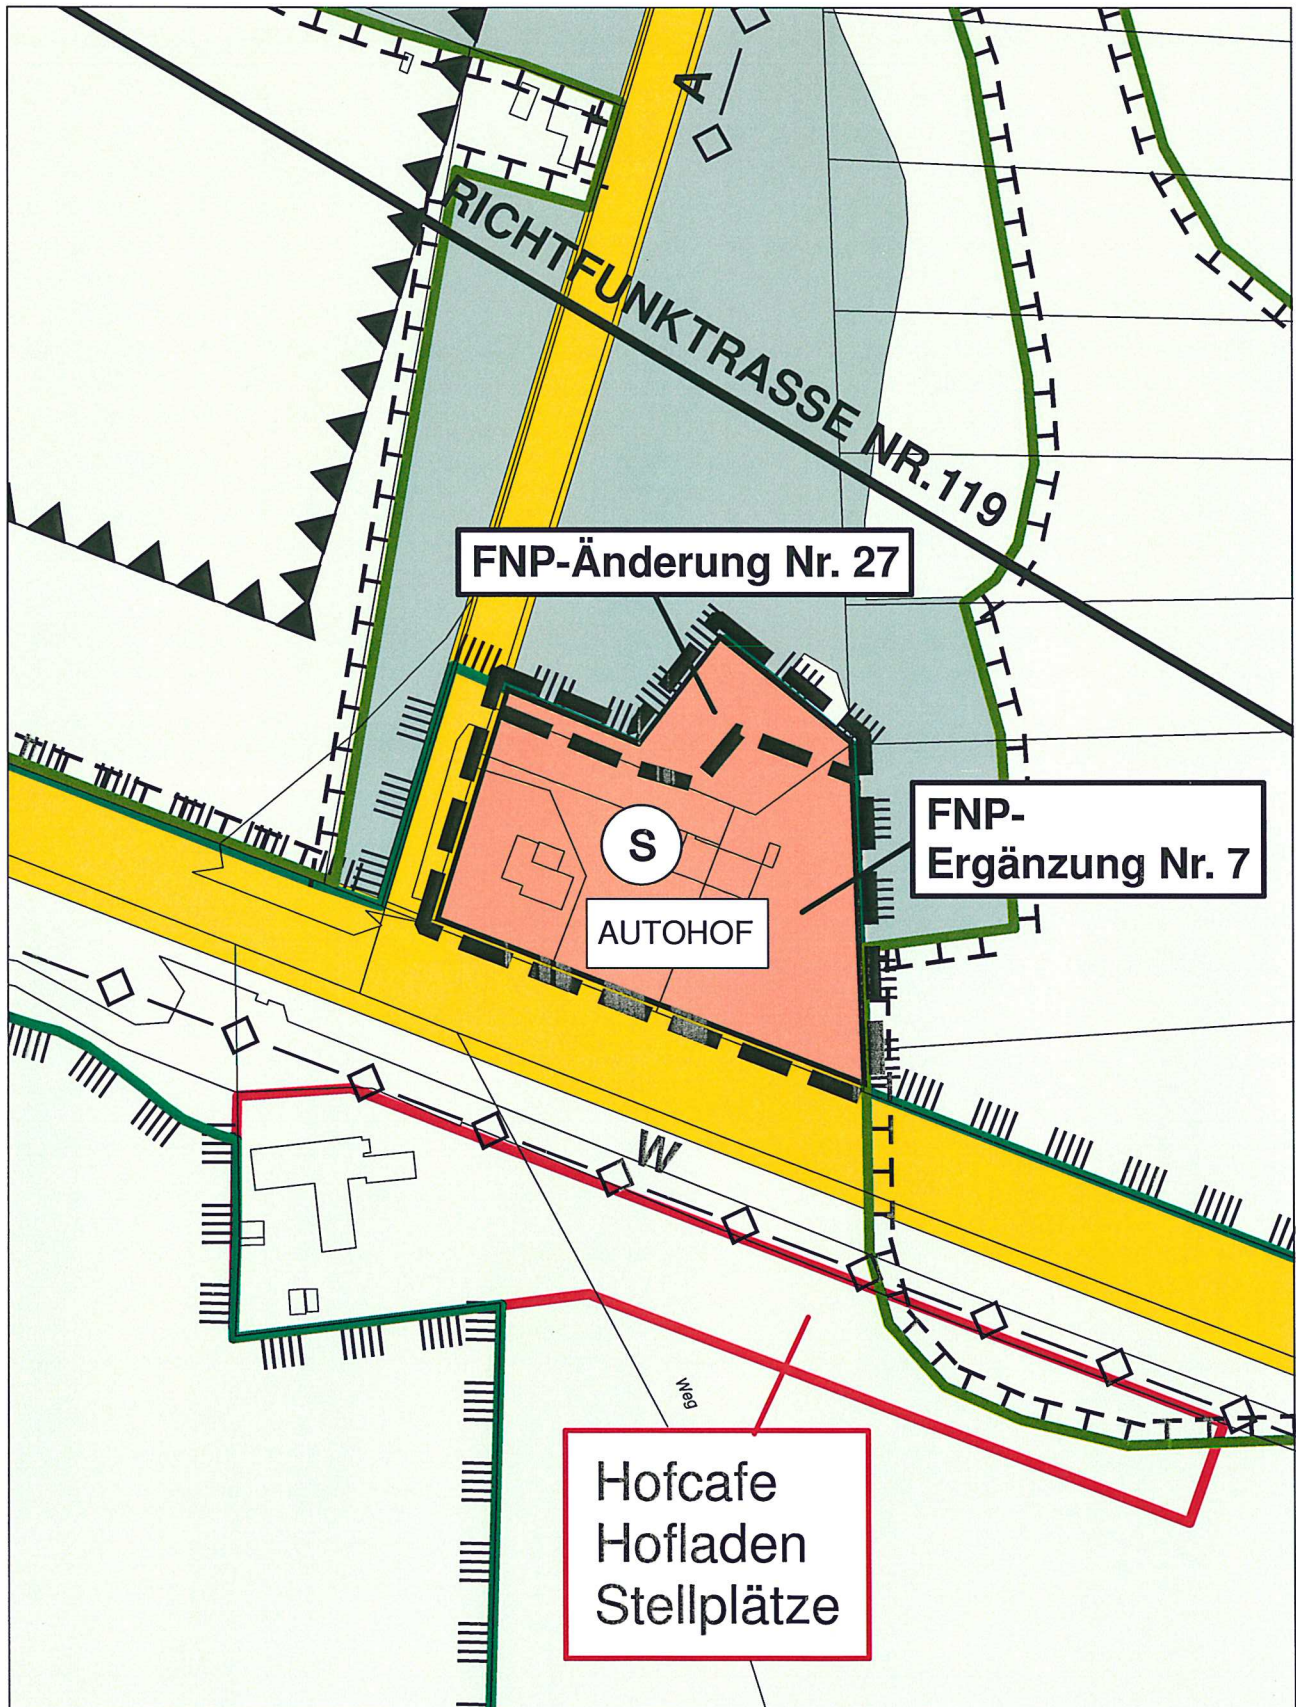 A
RICHTFUNKTRASSE NR.119
FNP-Änderung Nr. 27
FNP-
Ergänzung Nr. 7
S
AUTOHOF
W
Weg
Hofcafe
Hofladen
Stellplätze